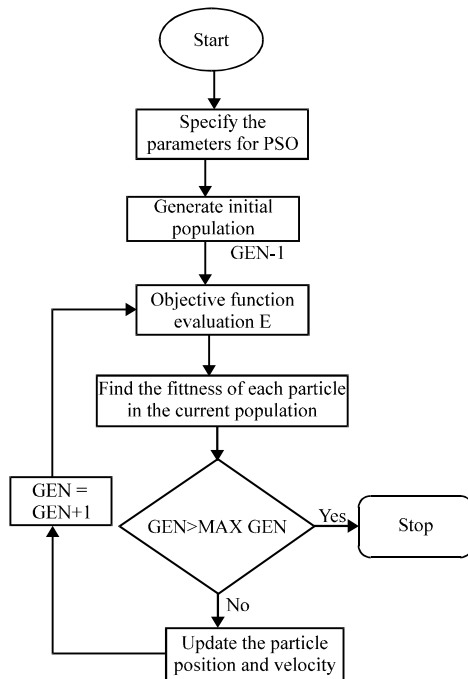 Start
Specify the
parameters for PSO
Generate initial
population
GEN-1
Objective function
evaluation E
Find the fittness of each particle
in the current population
GEN =
GEN+1
GEN>MAX GEN
Yes
Stop
No
Update the particle
position and velocity